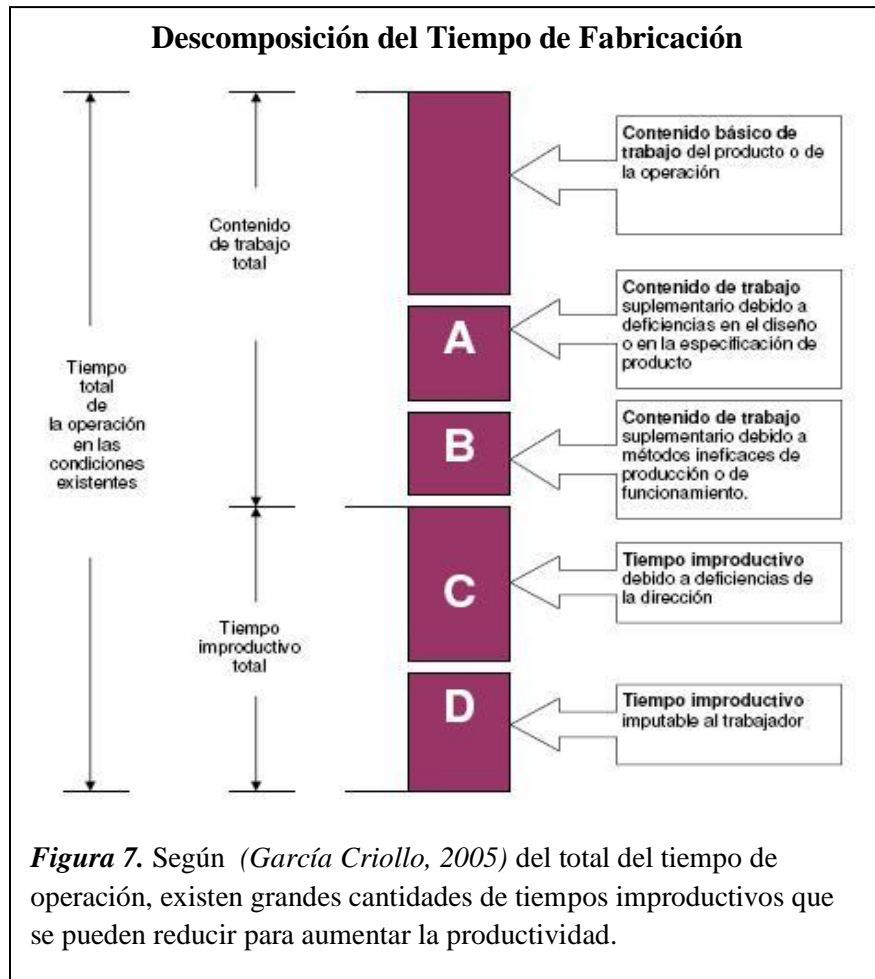 Descomposición del Tiempo de Fabricación
Tiempo
total
de
la operación
en las
condiciones
existentes
Contenido
de trabajo
total
Tiempo
improductivo
total
A
B
C
D
Contenido básico de
trabajo del producto o de
la operación
Contenido de trabajo
suplementario debido a
deficiencias en el diseño
o en la especificación de
producto
Contenido de trabajo
suplementario debido a
métodos ineficaces de
producción o de
funcionamiento.
Tiempo improductivo
debido a deficiencias de
la dirección
Tiempo improductivo
imputable al trabajador
Figura 7. Según (García Criollo, 2005) del total del tiempo de
operación, existen grandes cantidades de tiempos improductivos que
se pueden reducir para aumentar la productividad.